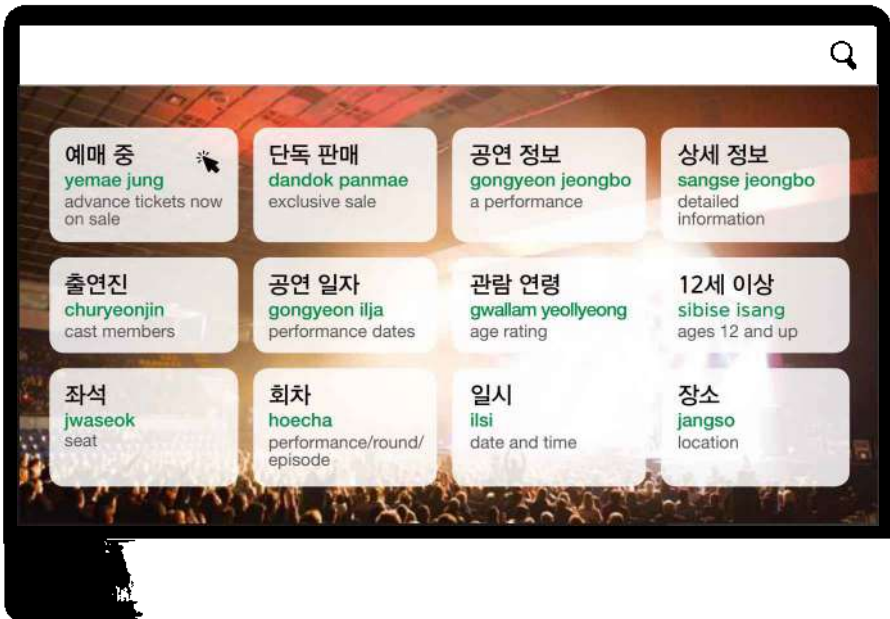 예매 중
yemae jung
advance tickets now
on sale
단독 판매
dandok panmae
exclusive sale
공연 정보
gongyeon jeongbo
a performance
상세 정보
sangse jeongbo
detailed
information
출연진
churyeonjin
cast members
공연 일자
gongyeon ilja
performance dates
관람 연령
gwallam yeollyeong
age rating
12세 이상
sibise isang
ages 12 and up
좌석
jwaseok
seat
회차
hoecha
performance/round/
episode
일시
ilsi
date and time
장소
jangso
location